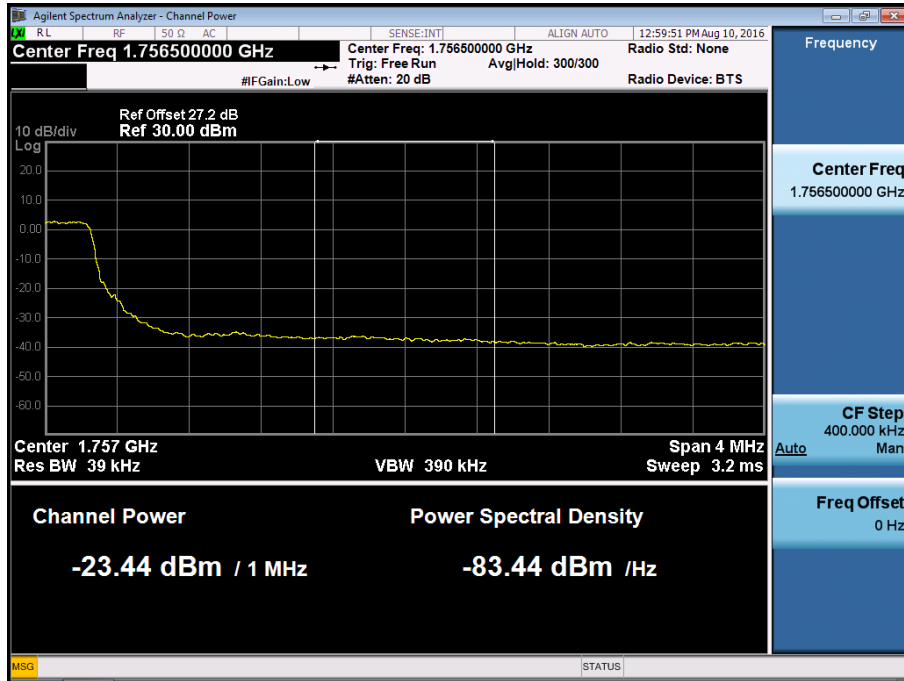 Agilent Spectrum Analyzer - Channel Power
RL RF 50 Ω AC SENSE:INT ALIGN AUTO 12:59:51 PM Aug 10, 2016
Center Freq 1.756500000 GHz
Center Freq: 1.756500000 GHz Radio Std: None
Trig: Free Run Avg|Hold: 300/300
#IFGain:Low #Atten: 20 dB Radio Device: BTS
Ref Offset 27.2 dB
10 dB/div Ref 30.00 dBm
Log
20.0
10.0
0.00
-10.0
-20.0
-30.0
-40.0
-50.0
-60.0
Center 1.757 GHz Span 4 MHz
Res BW 39 kHz VBW 390 kHz Sweep 3.2 ms
Channel Power Power Spectral Density
-23.44 dBm / 1 MHz -83.44 dBm /Hz
Frequency
Center Freq
1.756500000 GHz
CF Step
400.000 kHz
Auto Man
Freq Offset
0 Hz
MSG STATUS